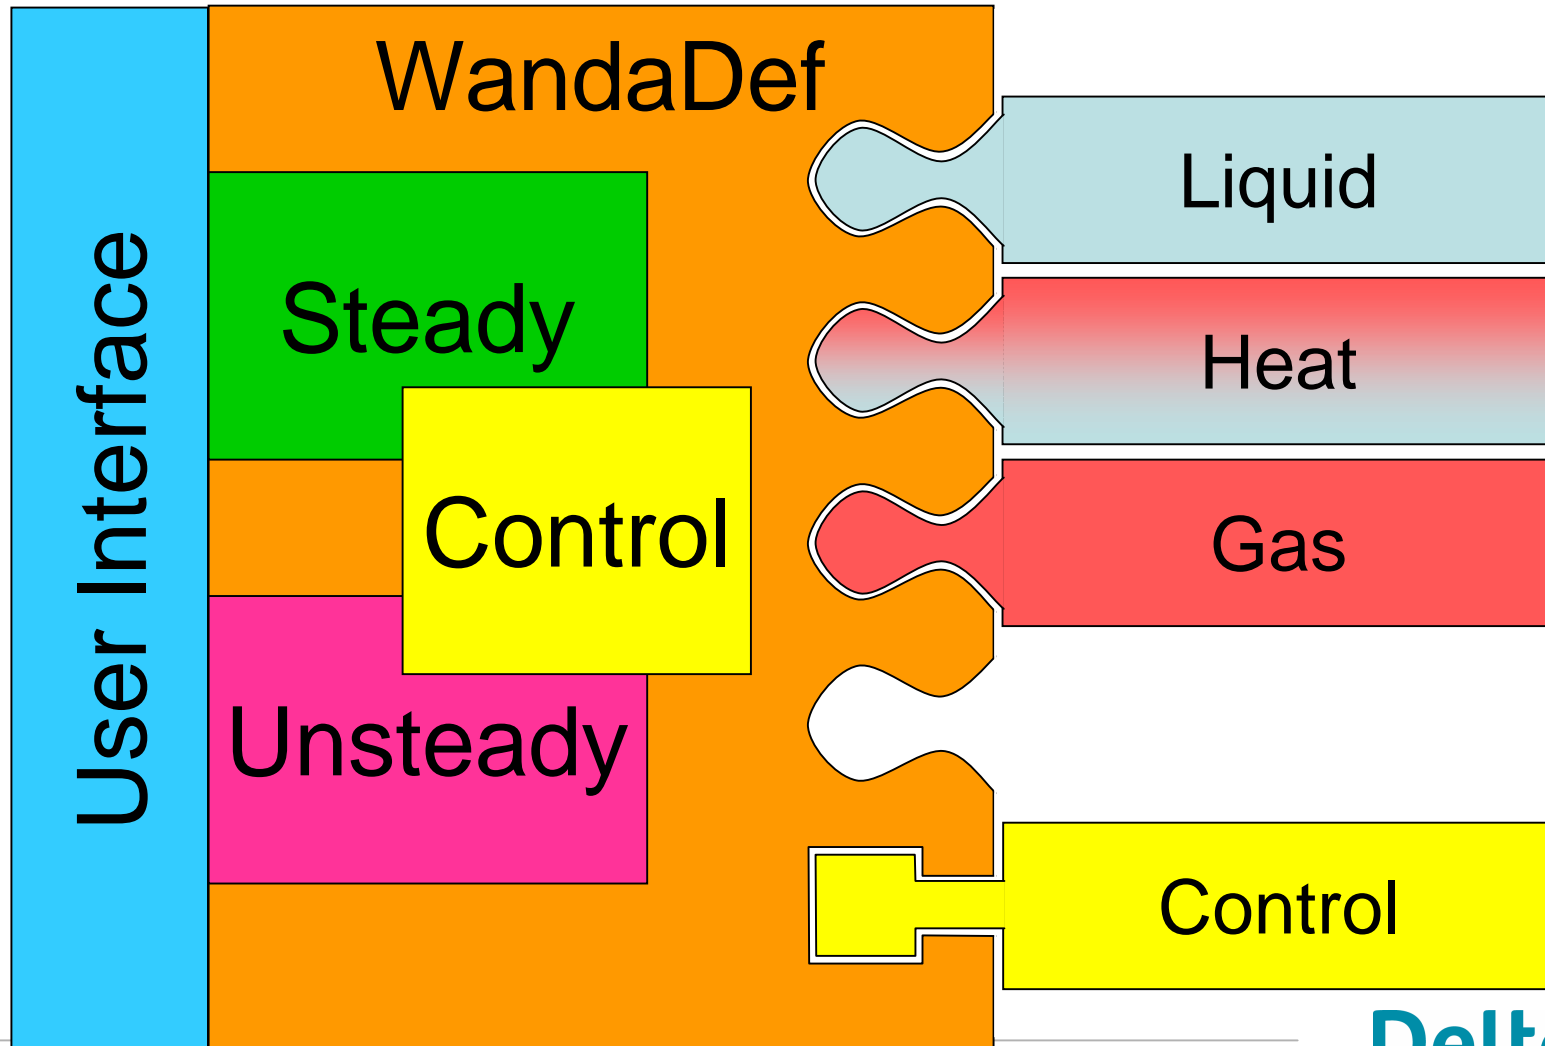 User Interface
WandaDef
Steady
Control
Unsteady
Liquid
Heat
Gas
Control